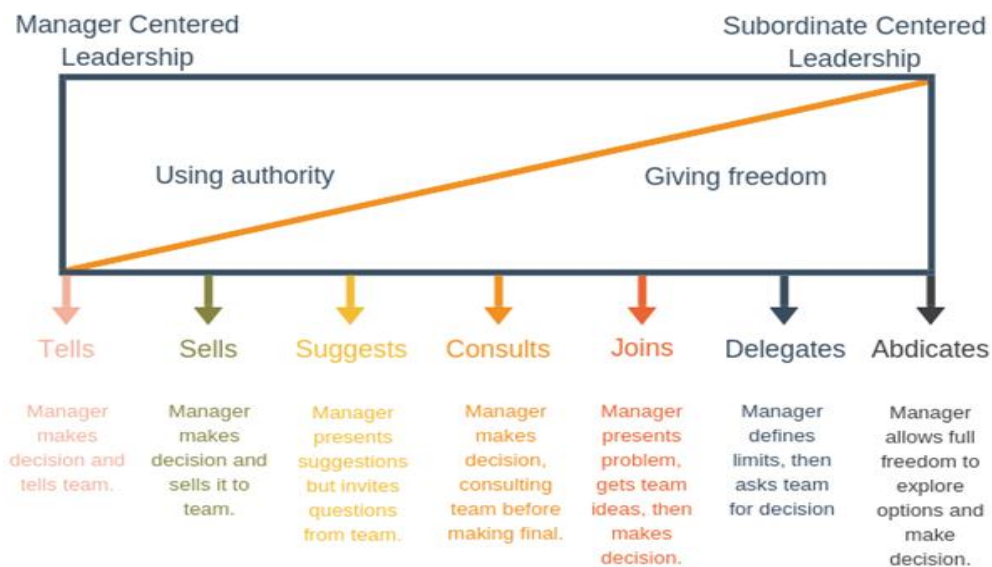 Manager Centered
Leadership
Subordinate Centered
Leadership
Using authority
Giving freedom
Tells
Sells
Suggests
Consults
Joins
Delegates
Abdicates
Manager
makes
decision and
tells team.
Manager
makes
decision and
sells it to
team.
Manager
presents
suggestions
but invites
questions
from team.
Manager
makes
decision,
consulting
team before
making final.
Manager
presents
problem,
gets team
ideas, then
makes
decision.
Manager
defines
limits, then
asks team
for decision
Manager
allows full
freedom to
explore
options and
make
decision.